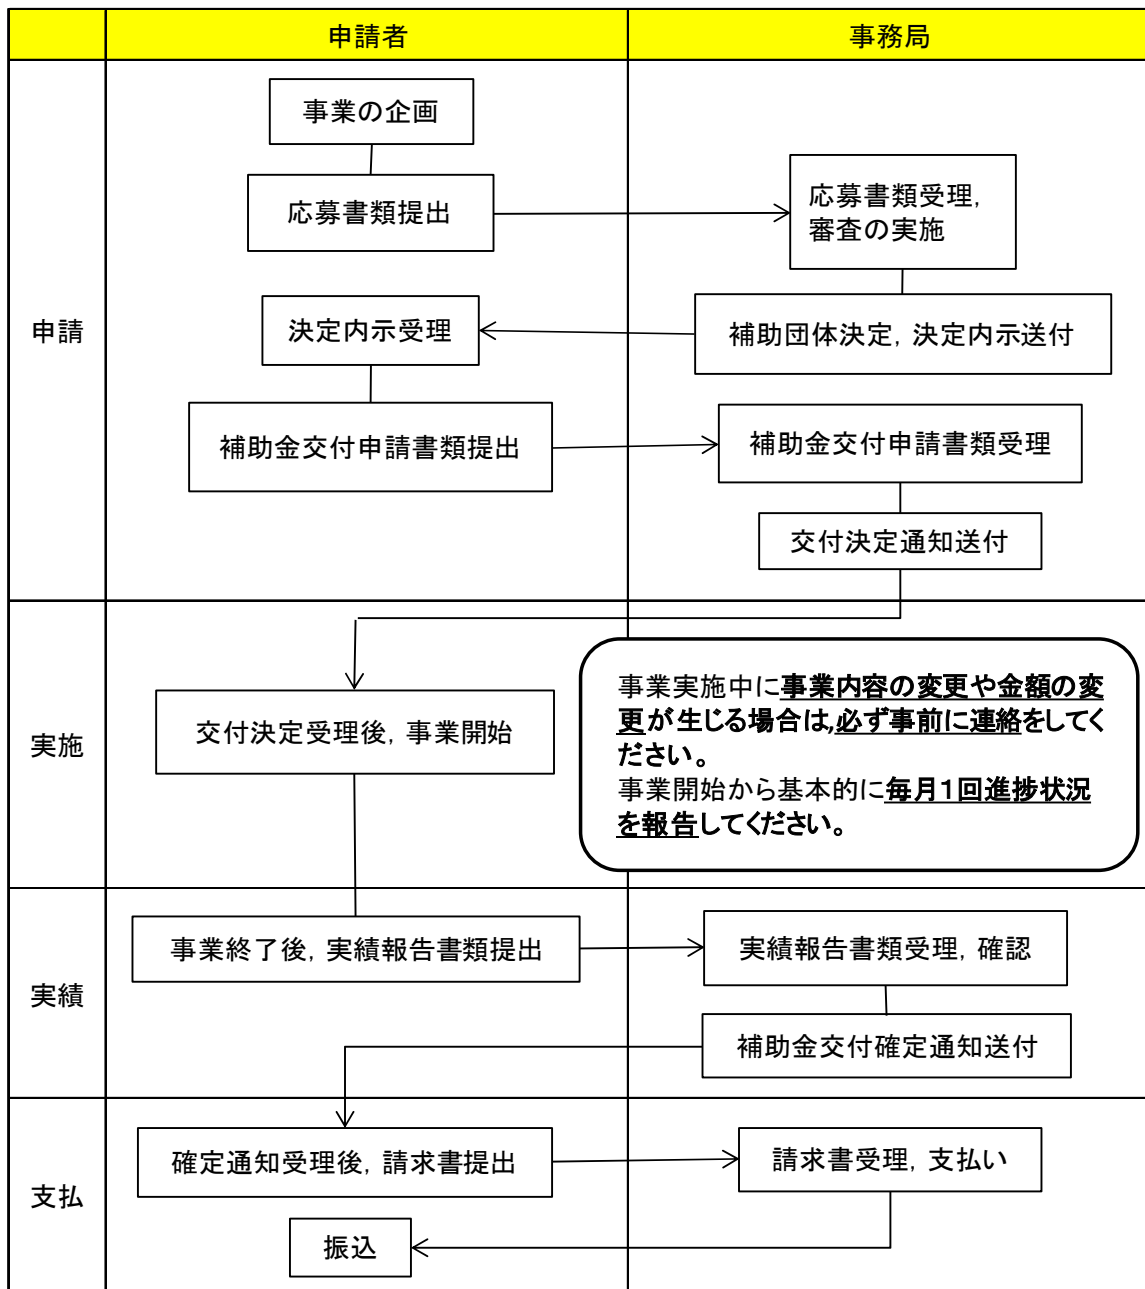 申請者
事務局
申請
事業の企画
応募書類提出
応募書類受理,
審査の実施
補助団体決定, 決定内示送付
決定内示受理
補助金交付申請書類提出
補助金交付申請書類受理
交付決定通知送付
実施
交付決定受理後, 事業開始
事業実施中に事業内容の変更や金額の変
更が生じる場合は,必ず事前に連絡をしてく
ださい。
事業開始から基本的に毎月1回進捗状況
を報告してください。
実績
事業終了後, 実績報告書類提出
実績報告書類受理, 確認
補助金交付確定通知送付
支払
確定通知受理後, 請求書提出
請求書受理, 支払い
振込